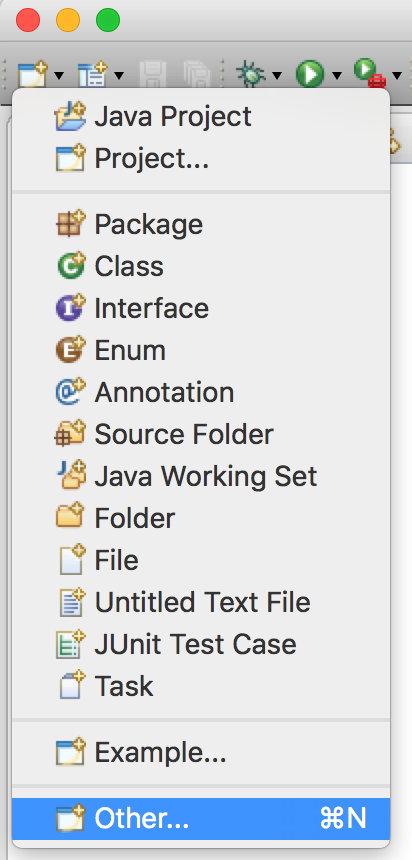 Java Project
Project...
Package
Class
Interface
Enum
Annotation
Source Folder
Java Working Set
Folder
File
Untitled Text File
JUnit Test Case
Task
Example...
Other... ⌘N